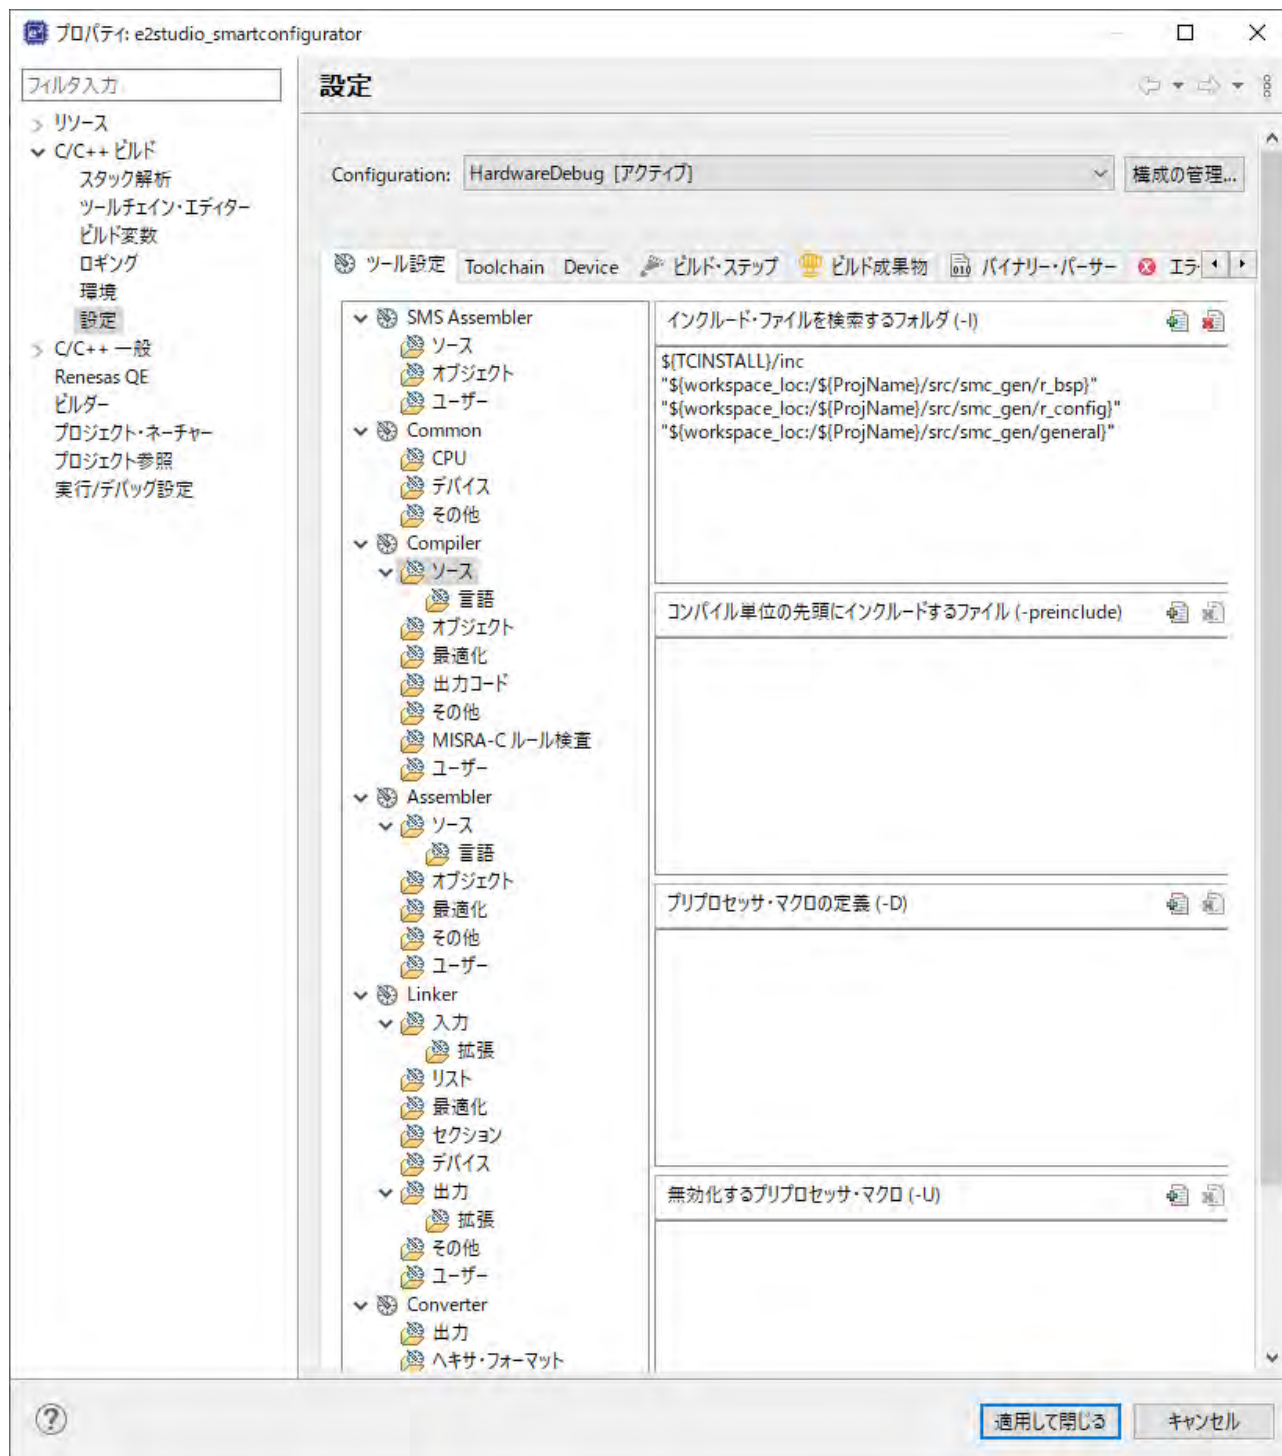 プロパティ: e2studio_smartconfigurator
フィルタ入力
リソース
C/C++ ビルド
スタック解析
ツールチェイン・エディター
ビルド変数
ロギング
環境
設定
C/C++ 一般
Renesas QE
ビルダー
プロジェクト・ネーチャー
プロジェクト参照
実行/デバッグ設定
設定
Configuration: HardwareDebug [アクティブ] 構成の管理...
ツール設定 Toolchain Device ビルド・ステップ ビルド成果物 バイナリー・パーサー エラ
SMS Assembler
ソース
オブジェクト
ユーザー
Common
CPU
デバイス
その他
Compiler
ソース
言語
オブジェクト
最適化
出力コード
その他
MISRA-C ルール検査
ユーザー
Assembler
ソース
言語
オブジェクト
最適化
その他
ユーザー
Linker
入力
拡張
リスト
最適化
セクション
デバイス
出力
拡張
その他
ユーザー
Converter
出力
ヘキサ・フォーマット
インクルード・ファイルを検索するフォルダ (-I)
${TCINSTALL}/inc
"${workspace_loc:/${ProjName}/src/smc_gen/r_bsp}"
"${workspace_loc:/${ProjName}/src/smc_gen/r_config}"
"${workspace_loc:/${ProjName}/src/smc_gen/general}"
コンパイル単位の先頭にインクルードするファイル (-preinclude)
プリプロセッサ・マクロの定義 (-D)
無効化するプリプロセッサ・マクロ (-U)
適用して閉じる キャンセル